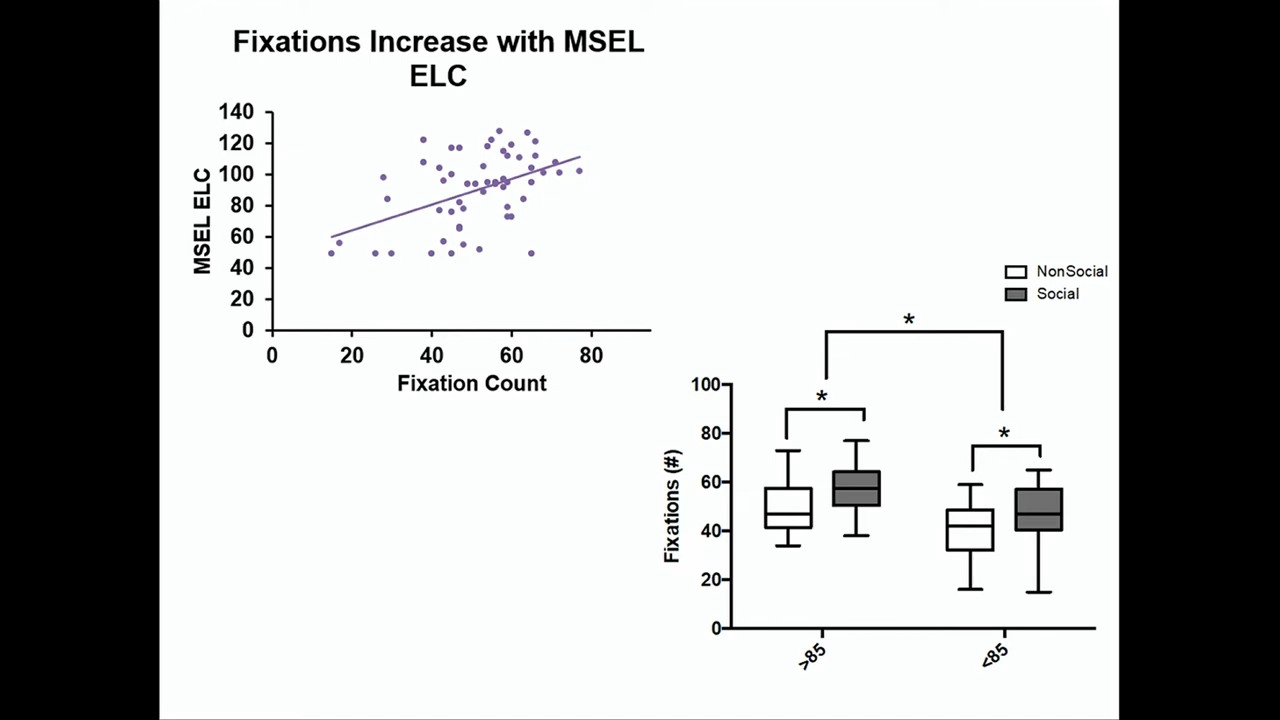 Fixations Increase with MSEL
ELC
140
120
100
80
60
40
20
0
MSEL ELC
0 20 40 60 80
Fixation Count
NonSocial
Social
*
*
*
100
80
60
40
20
0
Fixations (#)
>85 <85